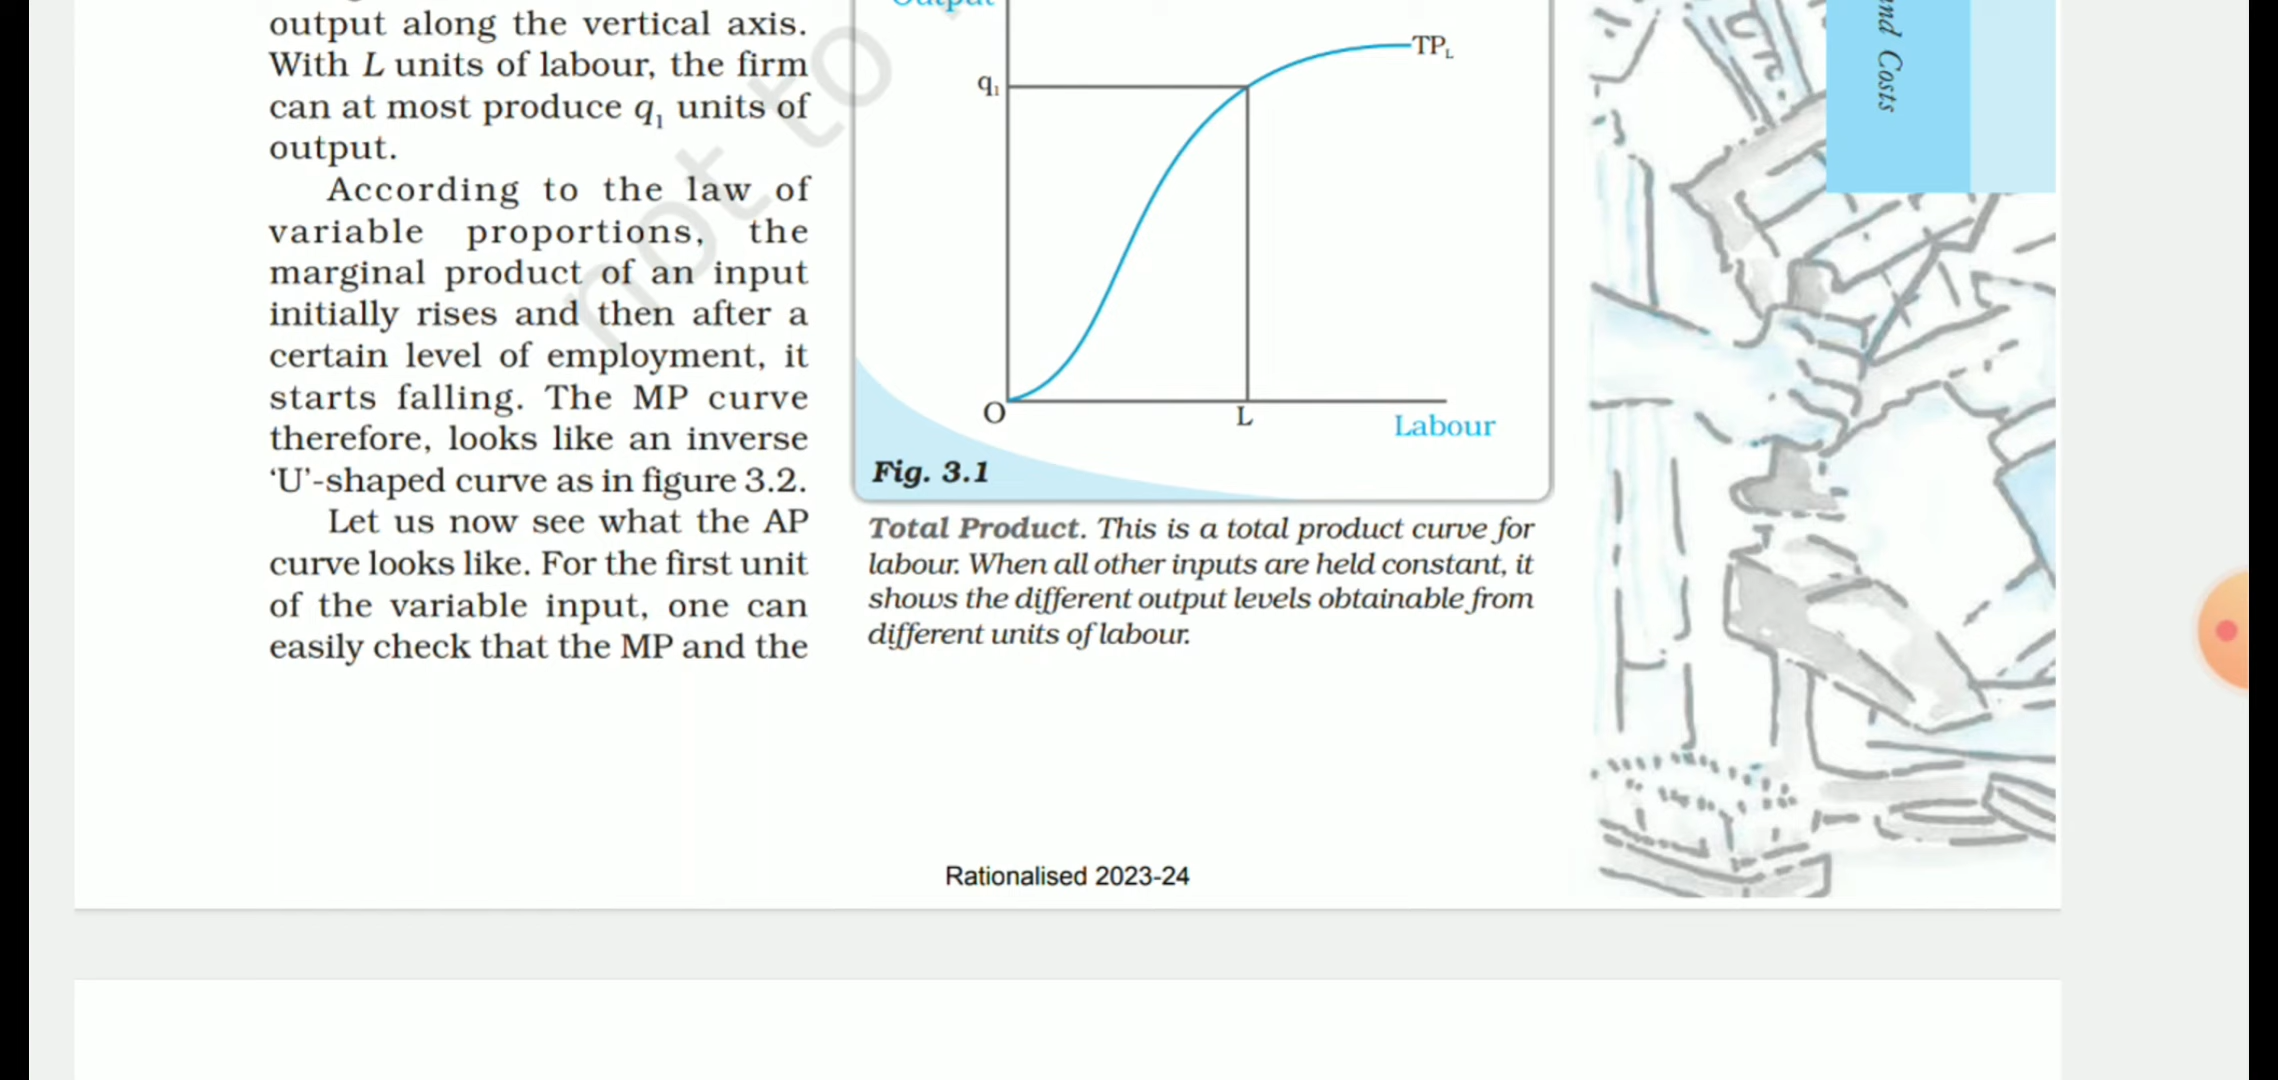 output along the vertical axis.
With L units of labour, the firm
can at most produce q₁ units of
output.
According to the law of
variable proportions, the
marginal product of an input
initially rises and then after a
certain level of employment, it
starts falling. The MP curve
therefore, looks like an inverse
‘U’-shaped curve as in figure 3.2.
Let us now see what the AP
curve looks like. For the first unit
of the variable input, one can
easily check that the MP and the
Output
TPL
q₁
O
L
Labour
Fig. 3.1
Total Product. This is a total product curve for
labour. When all other inputs are held constant, it
shows the different output levels obtainable from
different units of labour.
and Costs
not to
Rationalised 2023-24